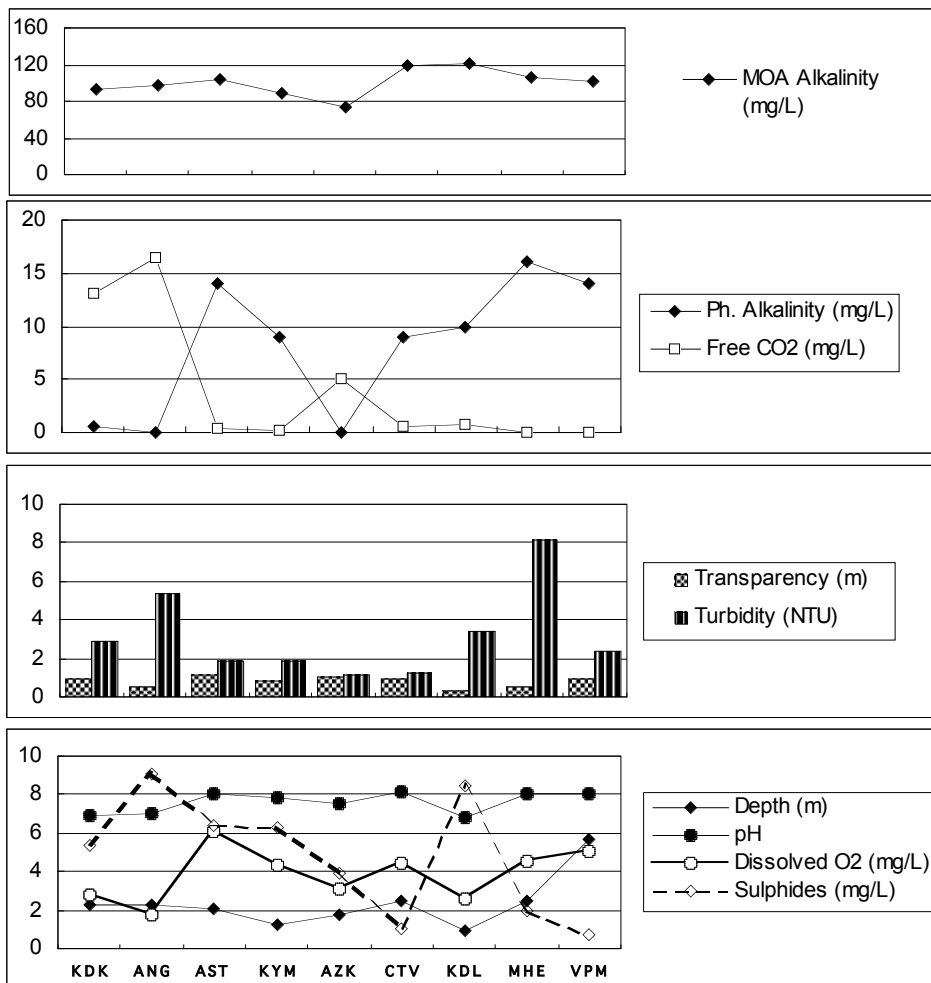 160
120
80
40
0
MOA Alkalinity
(mg/L)
20
15
10
5
0
Ph. Alkalinity (mg/L)
Free CO2 (mg/L)
10
8
6
4
2
0
Transparency (m)
Turbidity (NTU)
10
8
6
4
2
0
Depth (m)
pH
Dissolved O2 (mg/L)
Sulphides (mg/L)
KDK ANG AST KYM AZK CTV KDL MHE VPM